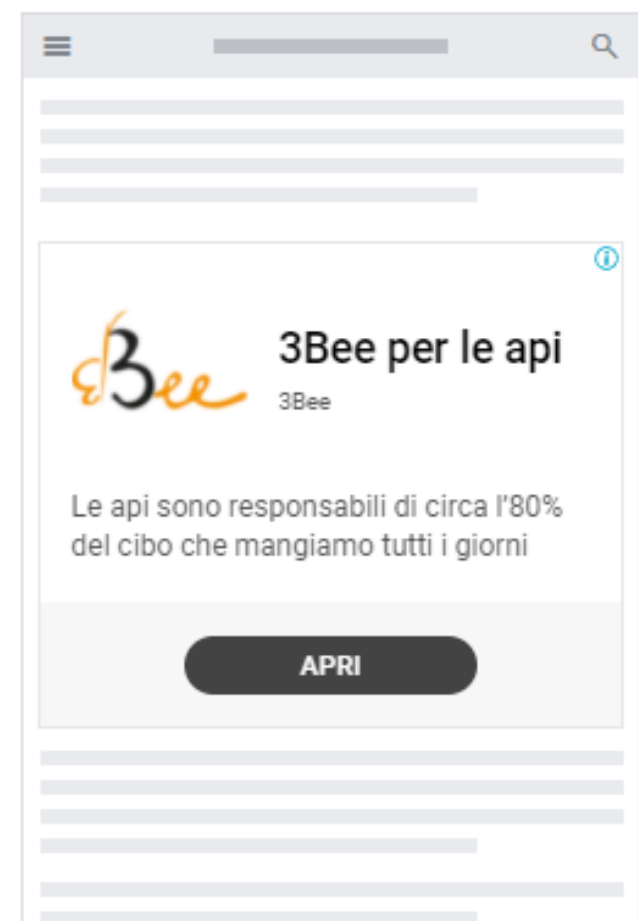 3Bee
3Bee per le api
3Bee
Le api sono responsabili di circa l'80%
del cibo che mangiamo tutti i giorni
APRI